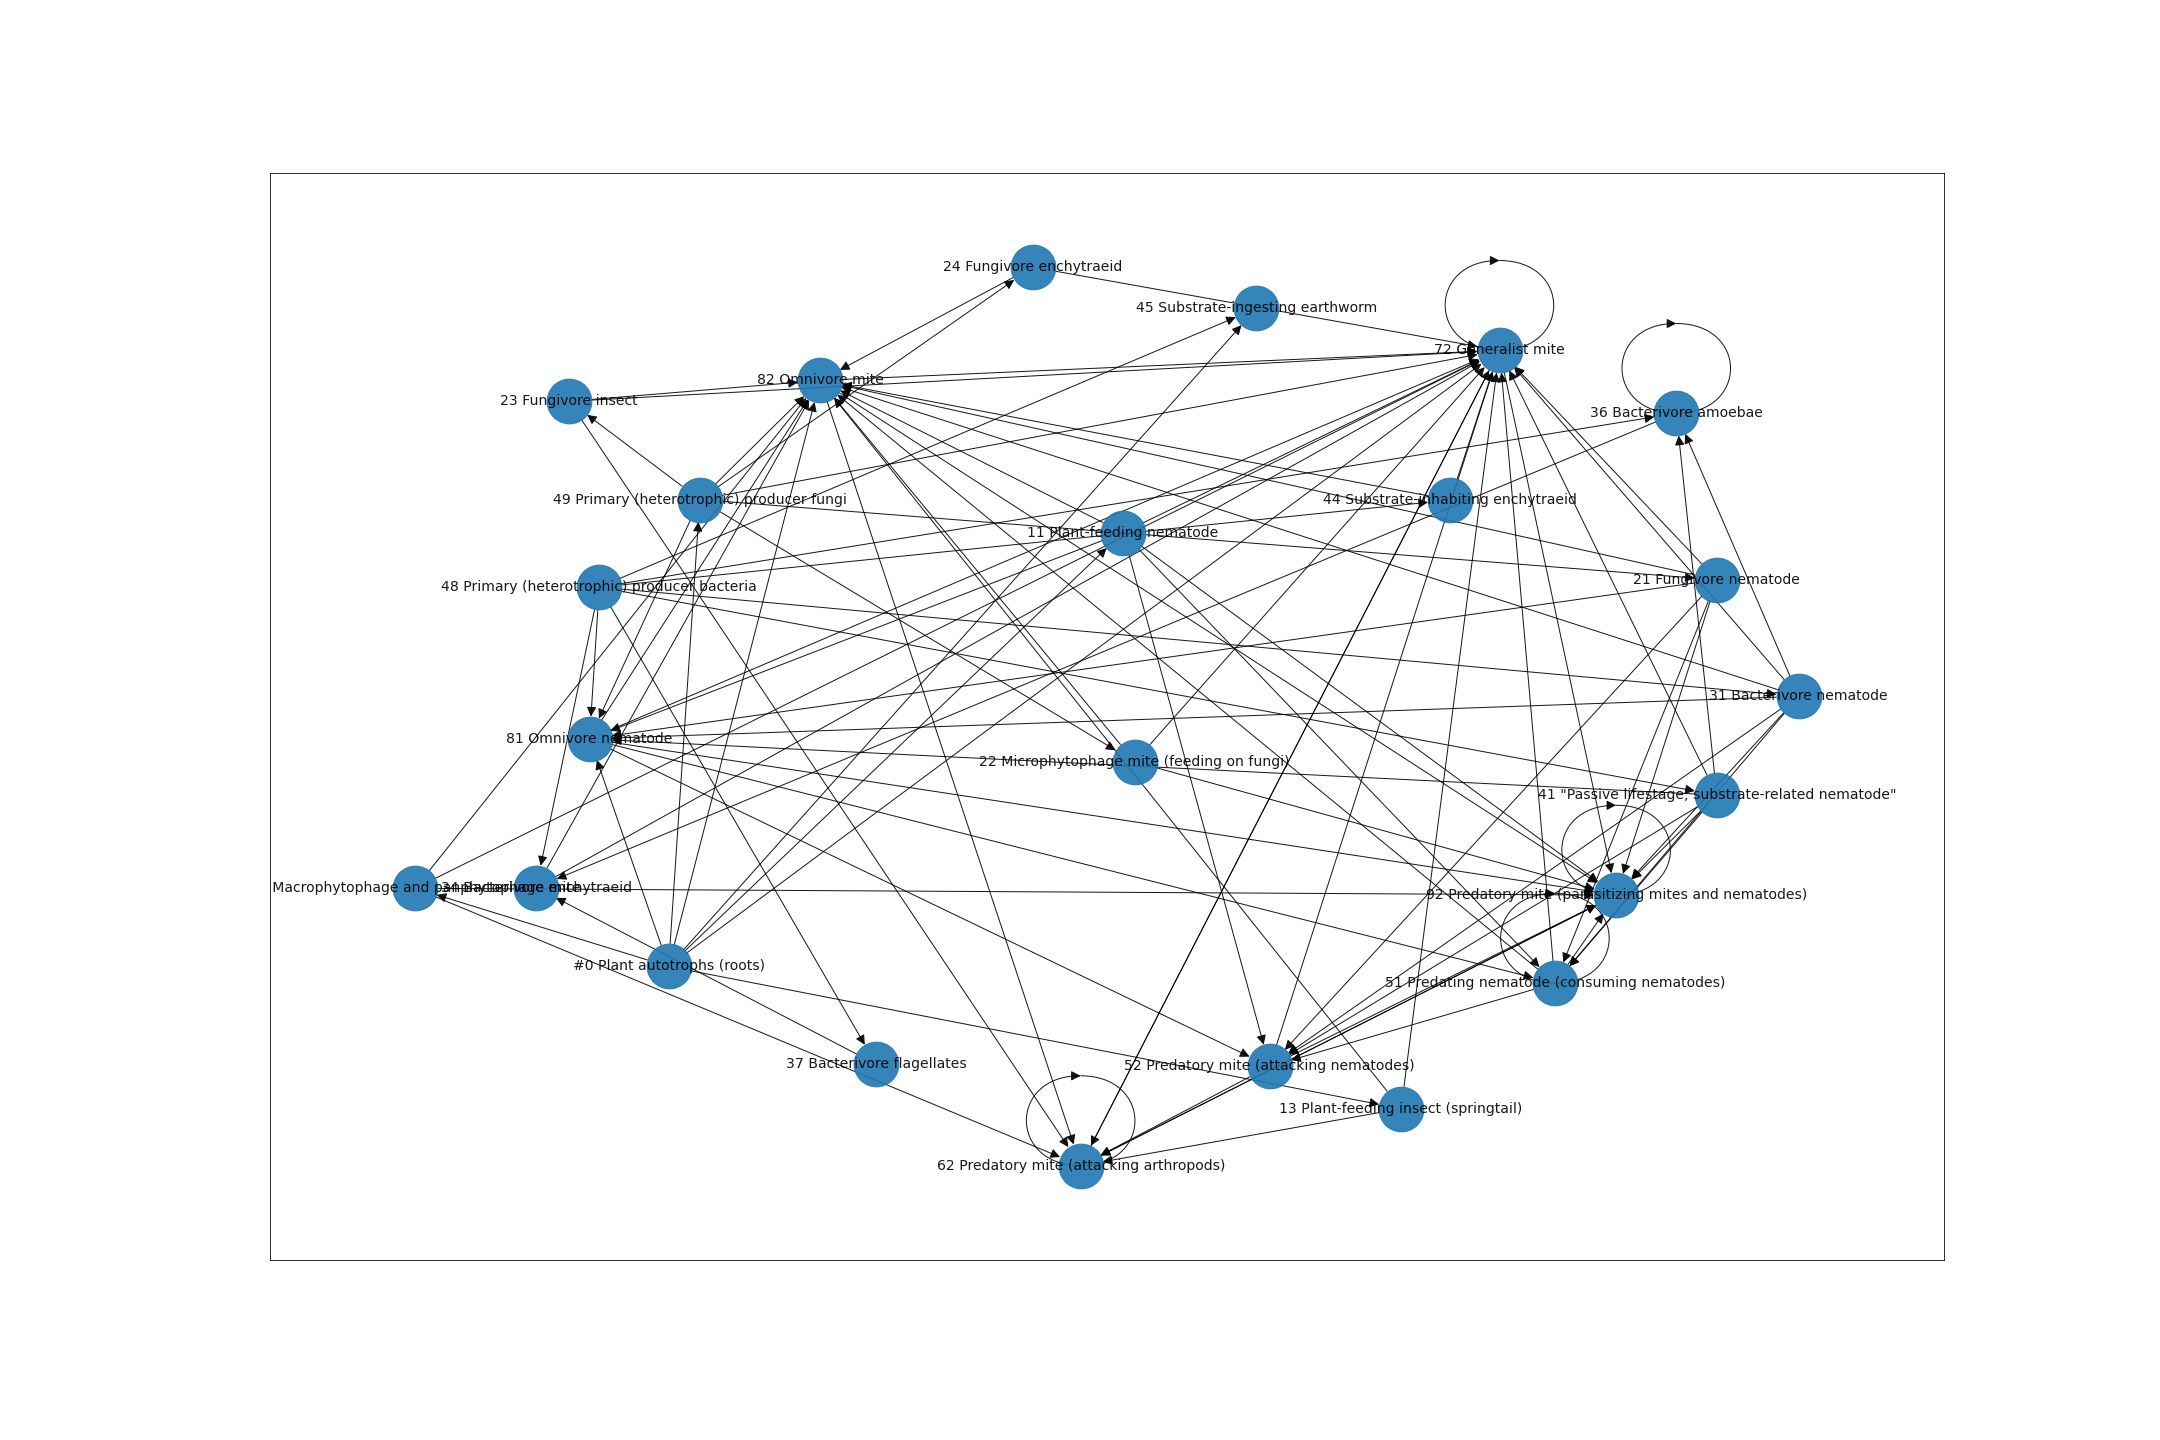 24 Fungivore enchytraeid
45 Substrate-ingesting earthworm
72 Generalist mite
82 Omnivore mite
23 Fungivore insect
36 Bacterivore amoebae
49 Primary (heterotrophic) producer fungi
44 Substrate-inhabiting enchytraeid
11 Plant-feeding nematode
21 Fungivore nematode
48 Primary (heterotrophic) producer bacteria
31 Bacterivore nematode
81 Omnivore nematode
22 Microphytophage mite (feeding on fungi)
41 "Passive lifestage, substrate-related nematode"
Macrophytophage and panphytophage mite
34 Bacterivore enchytraeid
92 Predatory mite (parasitizing mites and nematodes)
#0 Plant autotrophs (roots)
51 Predating nematode (consuming nematodes)
37 Bacterivore flagellates
52 Predatory mite (attacking nematodes)
13 Plant-feeding insect (springtail)
62 Predatory mite (attacking arthropods)